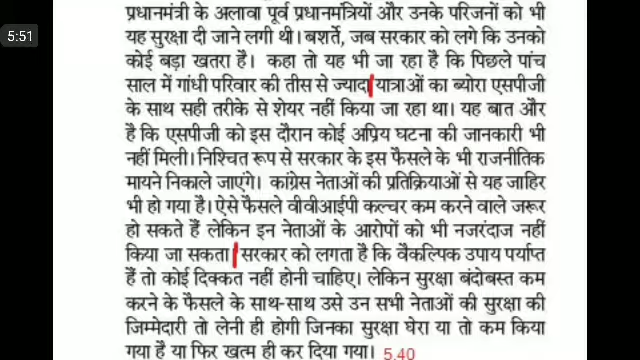 प्रधानमंत्री के अलावा पूर्व प्रधानमंत्रियों और उनके परिजनों को भी
यह सुरक्षा दी जाने लगी थी। बशर्ते, जब सरकार को लगे कि उनको
5:51
कोई बड़ा खतरा है। कहा तो यह भी जा रहा है कि पिछले पांच
साल में गांधी परिवार की तीस से ज्यादा यात्राओं का ब्योरा एसपीजी
के साथ सही तरीके से शेयर नहीं किया जा रहा था। यह बात और
है कि एसपीजी को इस दौरान कोई अप्रिय घटना की जानकारी भी
नहीं मिली। निश्चित रूप से सरकार के इस फैसले के भी राजनीतिक
मायने निकाले जाएंगे। कांग्रेस नेताओं की प्रतिक्रियाओं से यह जाहिर
भी हो गया है। ऐसे फैसले वीवीआईपी कल्चर कम करने वाले जरूर
हो सकते हैं लेकिन इन नेताओं के आरोपों को भी नजरंदाज नहीं
किया जा सकता। सरकार को लगता है कि वैकल्पिक उपाय पर्याप्त
हैं तो कोई दिक्कत नहीं होनी चाहिए। लेकिन सुरक्षा बंदोबस्त कम
करने के फैसले के साथ-साथ उसे उन सभी नेताओं की सुरक्षा की
जिम्मेदारी तो लेनी ही होगी जिनका सुरक्षा घेरा या तो कम किया
गया है या फिर खत्म ही कर दिया गया। 5.40